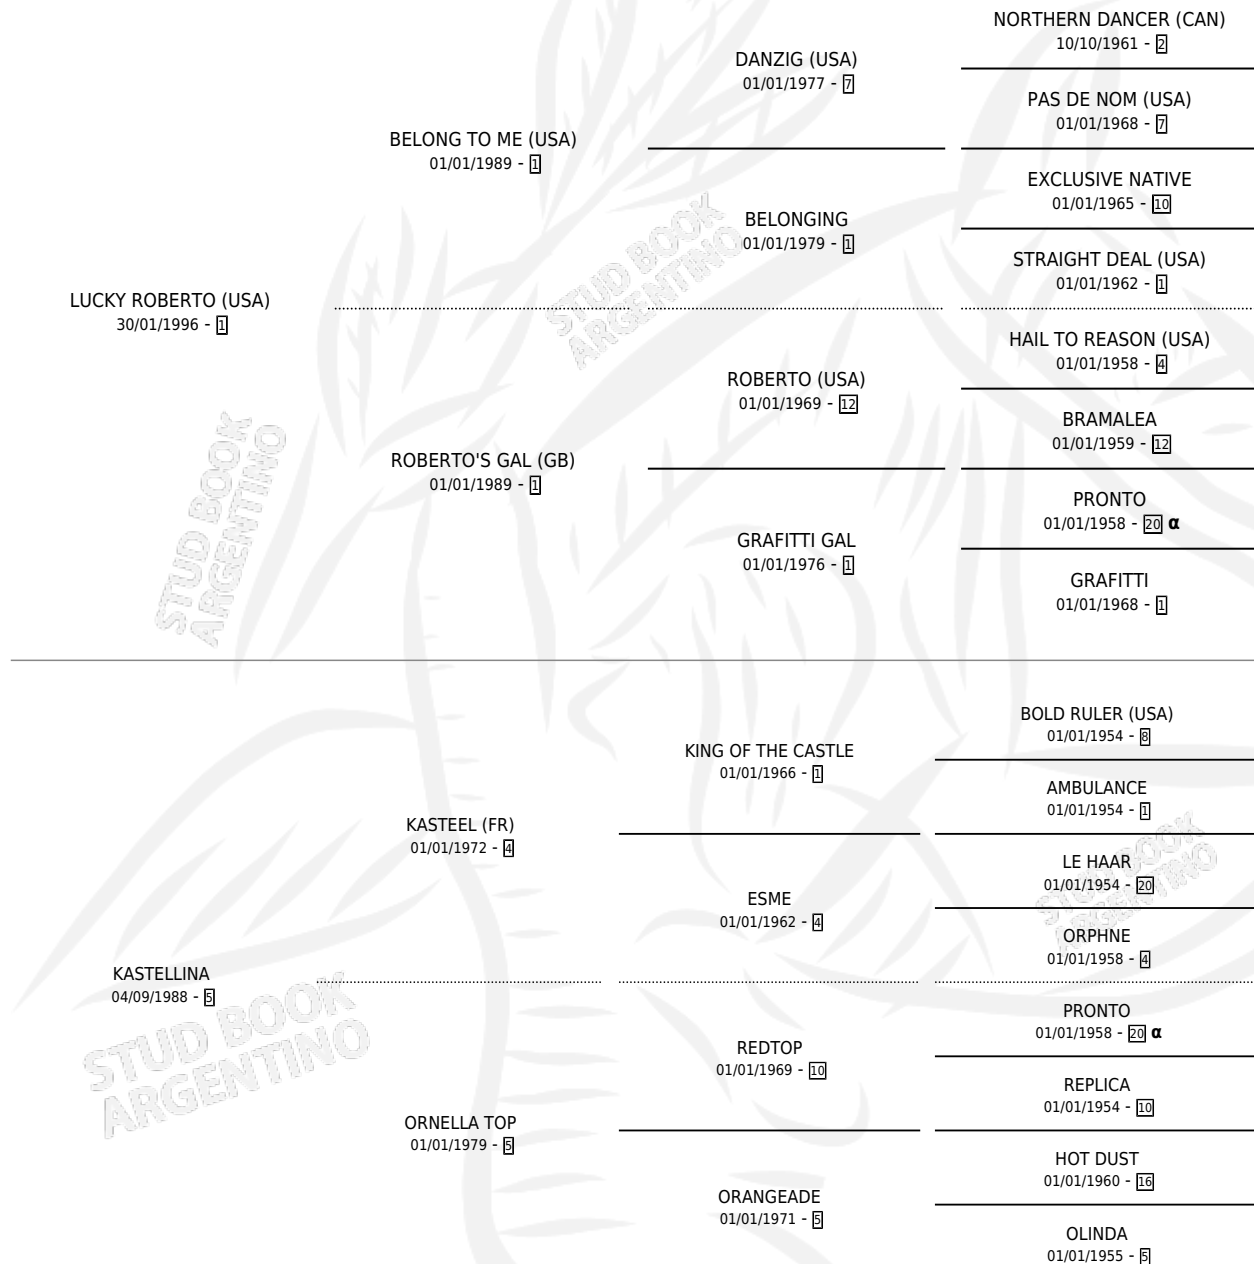 NORTHERN DANCER (CAN)
10/10/1961 - 2
DANZIG (USA)
01/01/1977 - 7
PAS DE NOM (USA)
01/01/1968 - 7
BELONG TO ME (USA)
01/01/1989 - 1
EXCLUSIVE NATIVE
01/01/1965 - 10
BELONGING
01/01/1979 - 1
STRAIGHT DEAL (USA)
01/01/1962 - 1
LUCKY ROBERTO (USA)
30/01/1996 - 1
HAIL TO REASON (USA)
01/01/1958 - 4
ROBERTO (USA)
01/01/1969 - 12
BRAMALEA
01/01/1959 - 12
ROBERTO'S GAL (GB)
01/01/1989 - 1
PRONTO
01/01/1958 - 20 α
GRAFITTI GAL
01/01/1976 - 1
GRAFITTI
01/01/1968 - 1
BOLD RULER (USA)
01/01/1954 - 8
KING OF THE CASTLE
01/01/1966 - 1
AMBULANCE
01/01/1954 - 1
KASTEEL (FR)
01/01/1972 - 4
LE HAAR
01/01/1954 - 20
ESME
01/01/1962 - 4
ORPHNE
01/01/1958 - 4
KASTELLINA
04/09/1988 - 5
PRONTO
01/01/1958 - 20 α
REDTOP
01/01/1969 - 10
REPLICA
01/01/1954 - 10
ORNELLA TOP
01/01/1979 - 5
HOT DUST
01/01/1960 - 16
ORANGEADE
01/01/1971 - 5
OLINDA
01/01/1955 - 5
STUD BOOK
ARGENTINO
STUD BOOK
ARGENTINO
STUD BOOK
ARGENTINO
STUD BOOK
ARGENTINO